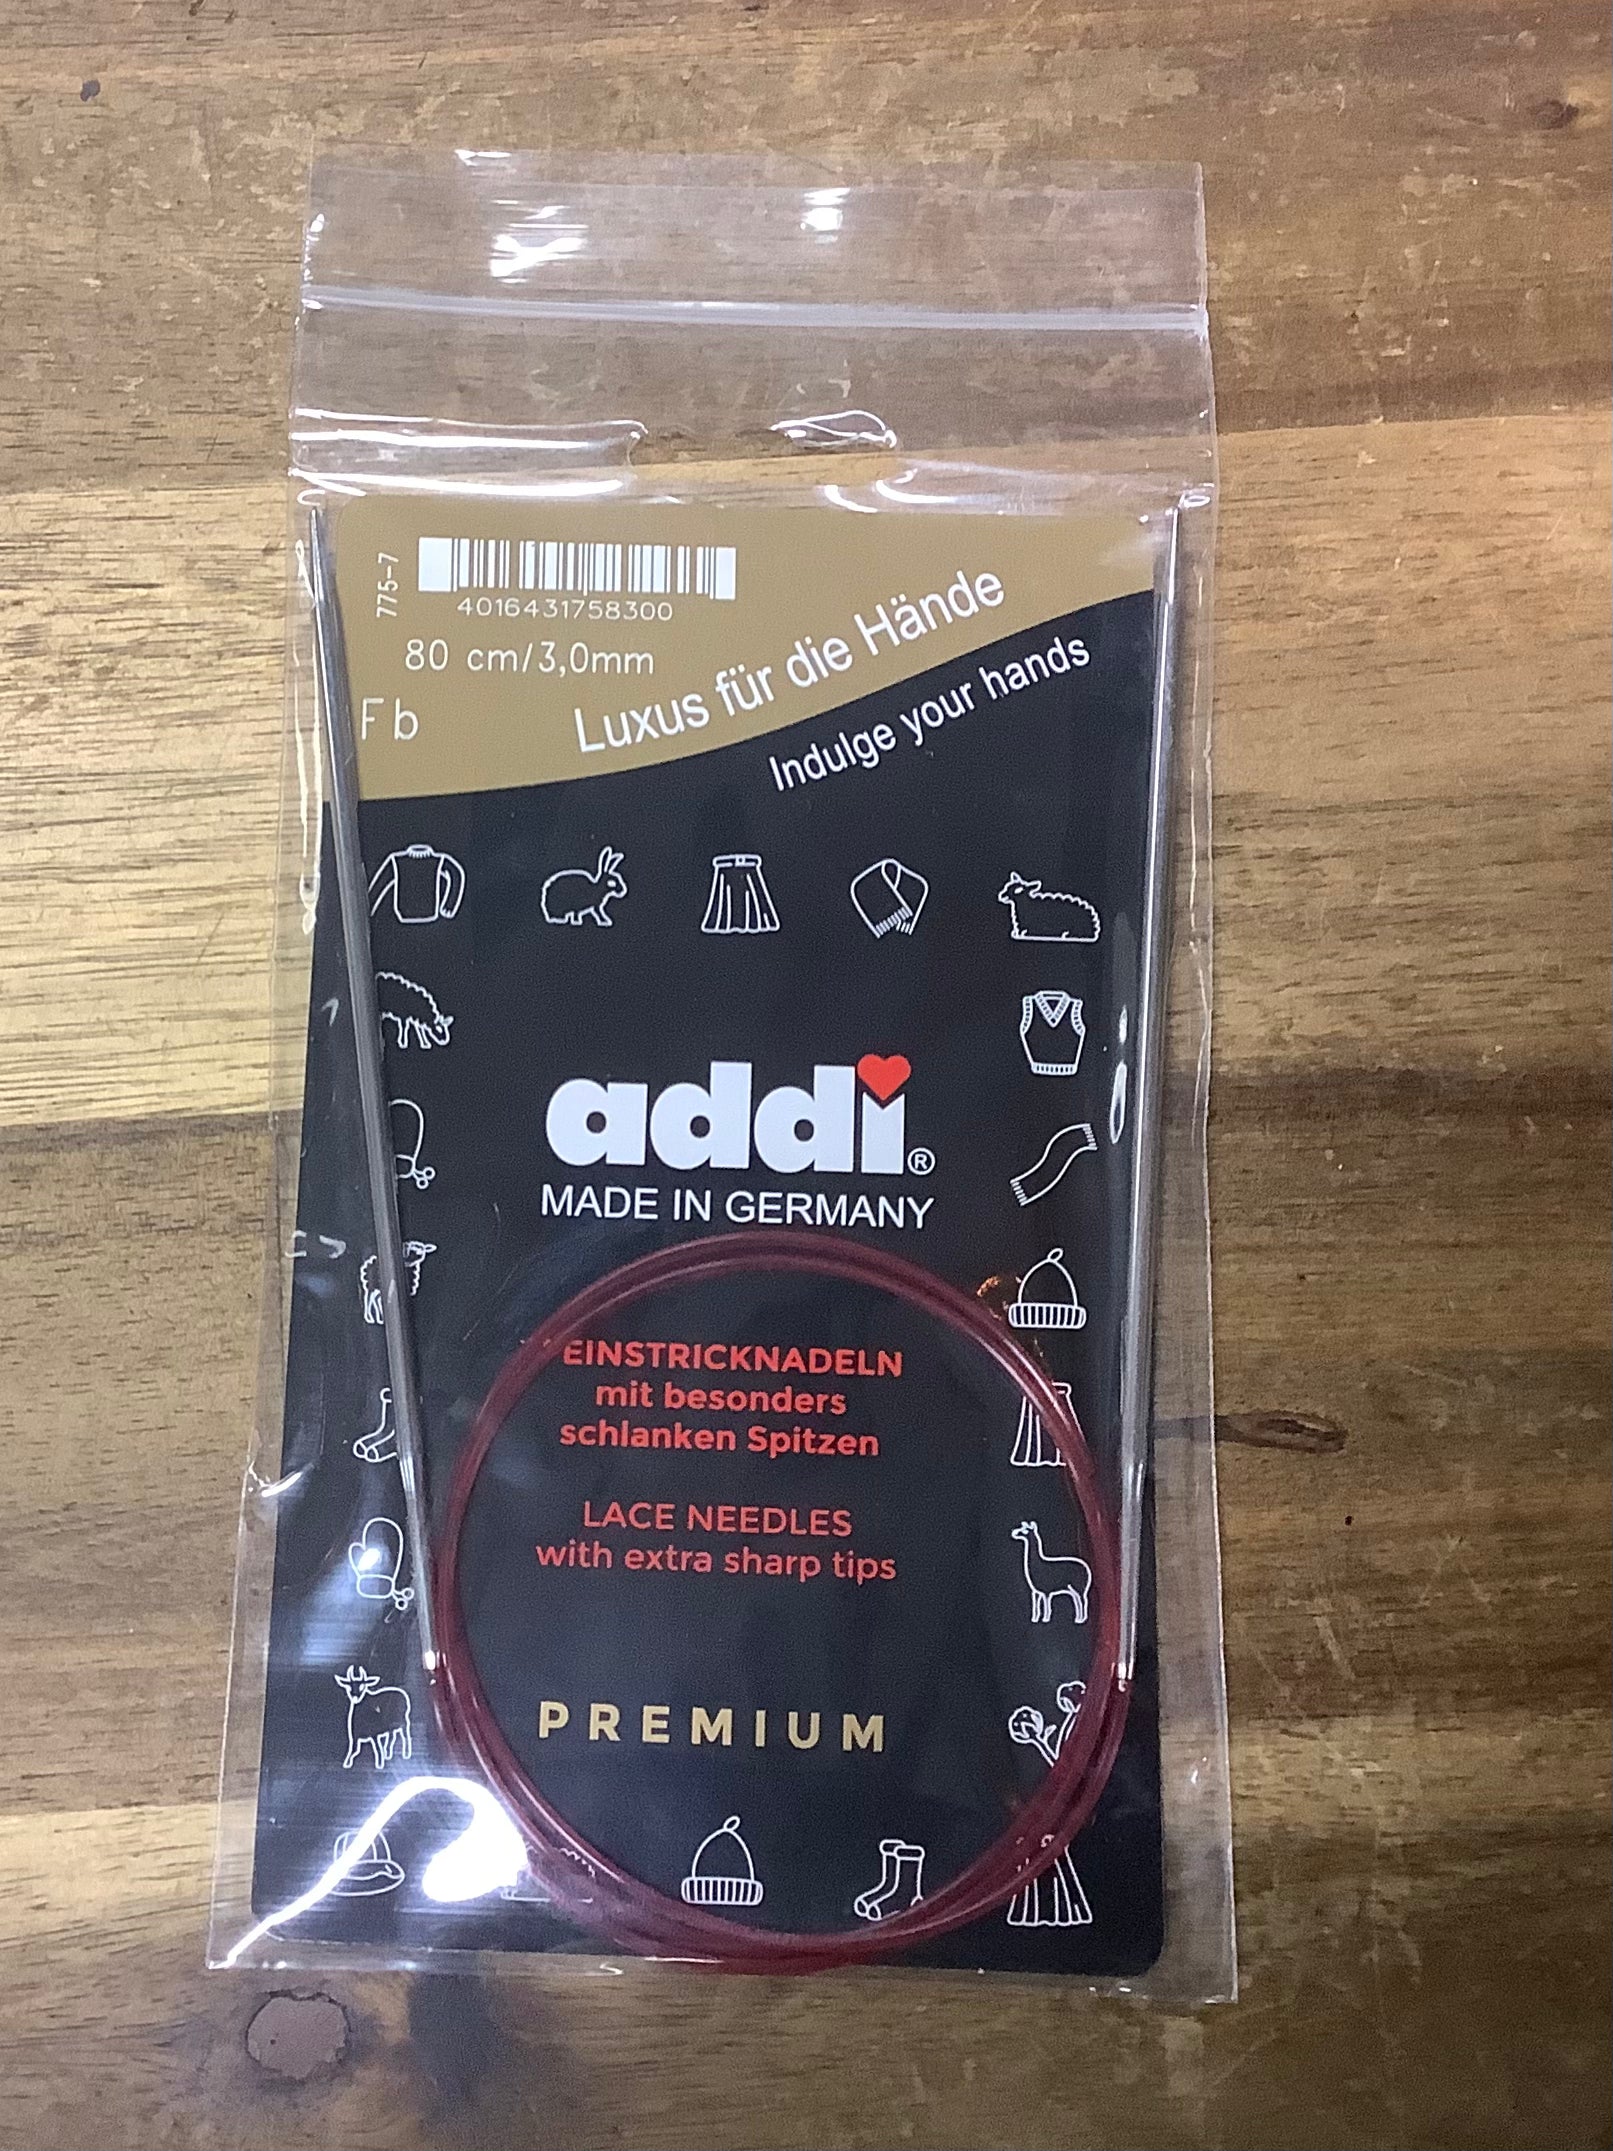 775-7
4016431758300
80 cm/3,0mm
Fb
Luxus für die Hände
Indulge your hands
addi®
MADE IN GERMANY
EINSTRICKNADELN
mit besonders
schlanken Spitzen
LACE NEEDLES
with extra sharp tips
PREMIUM